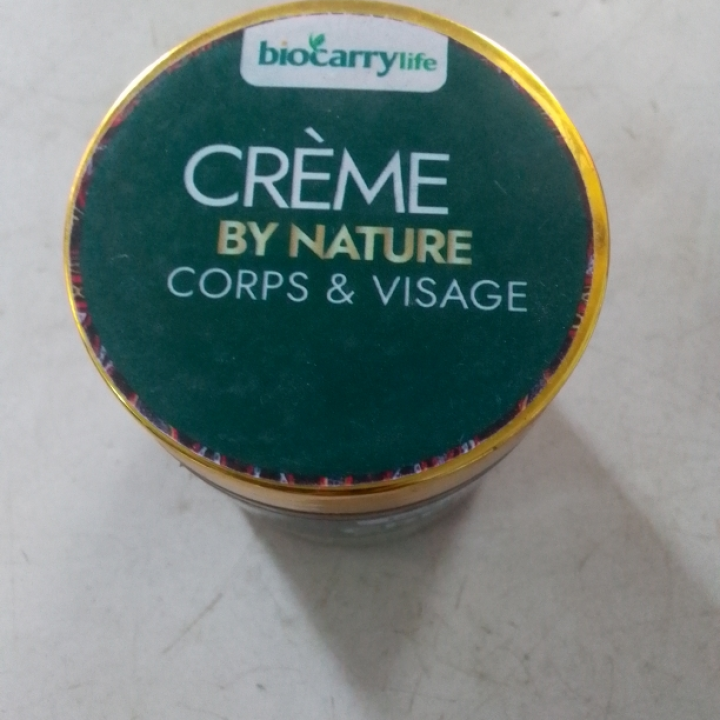 biocarrylife
CRÈME
BY NATURE
CORPS & VISAGE